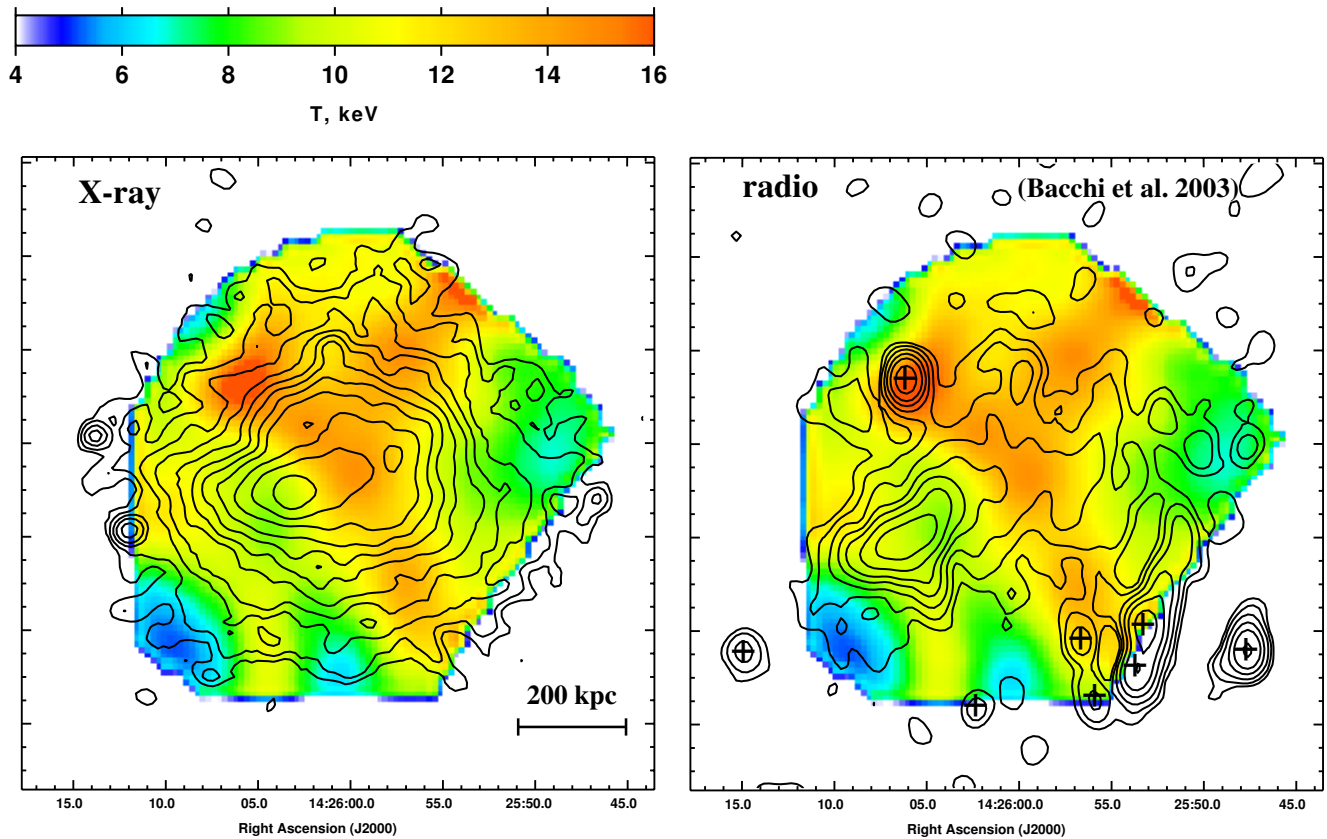 4 6 8 10 12 14 16
T, keV
X-ray
radio (Bacchi et al. 2003)
200 kpc
15.0 10.0 05.0 14:26:00.0 55.0 25:50.0 45.0
15.0 10.0 05.0 14:26:00.0 55.0 25:50.0 45.0
Right Ascension (J2000)
Right Ascension (J2000)